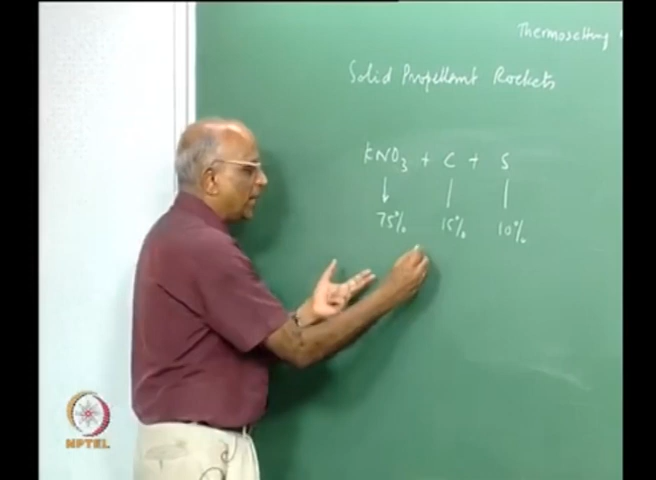 Thermosetting
Solid Propellant Rockets
KNO3 + C + S
75% 15% 10%
NPTEL